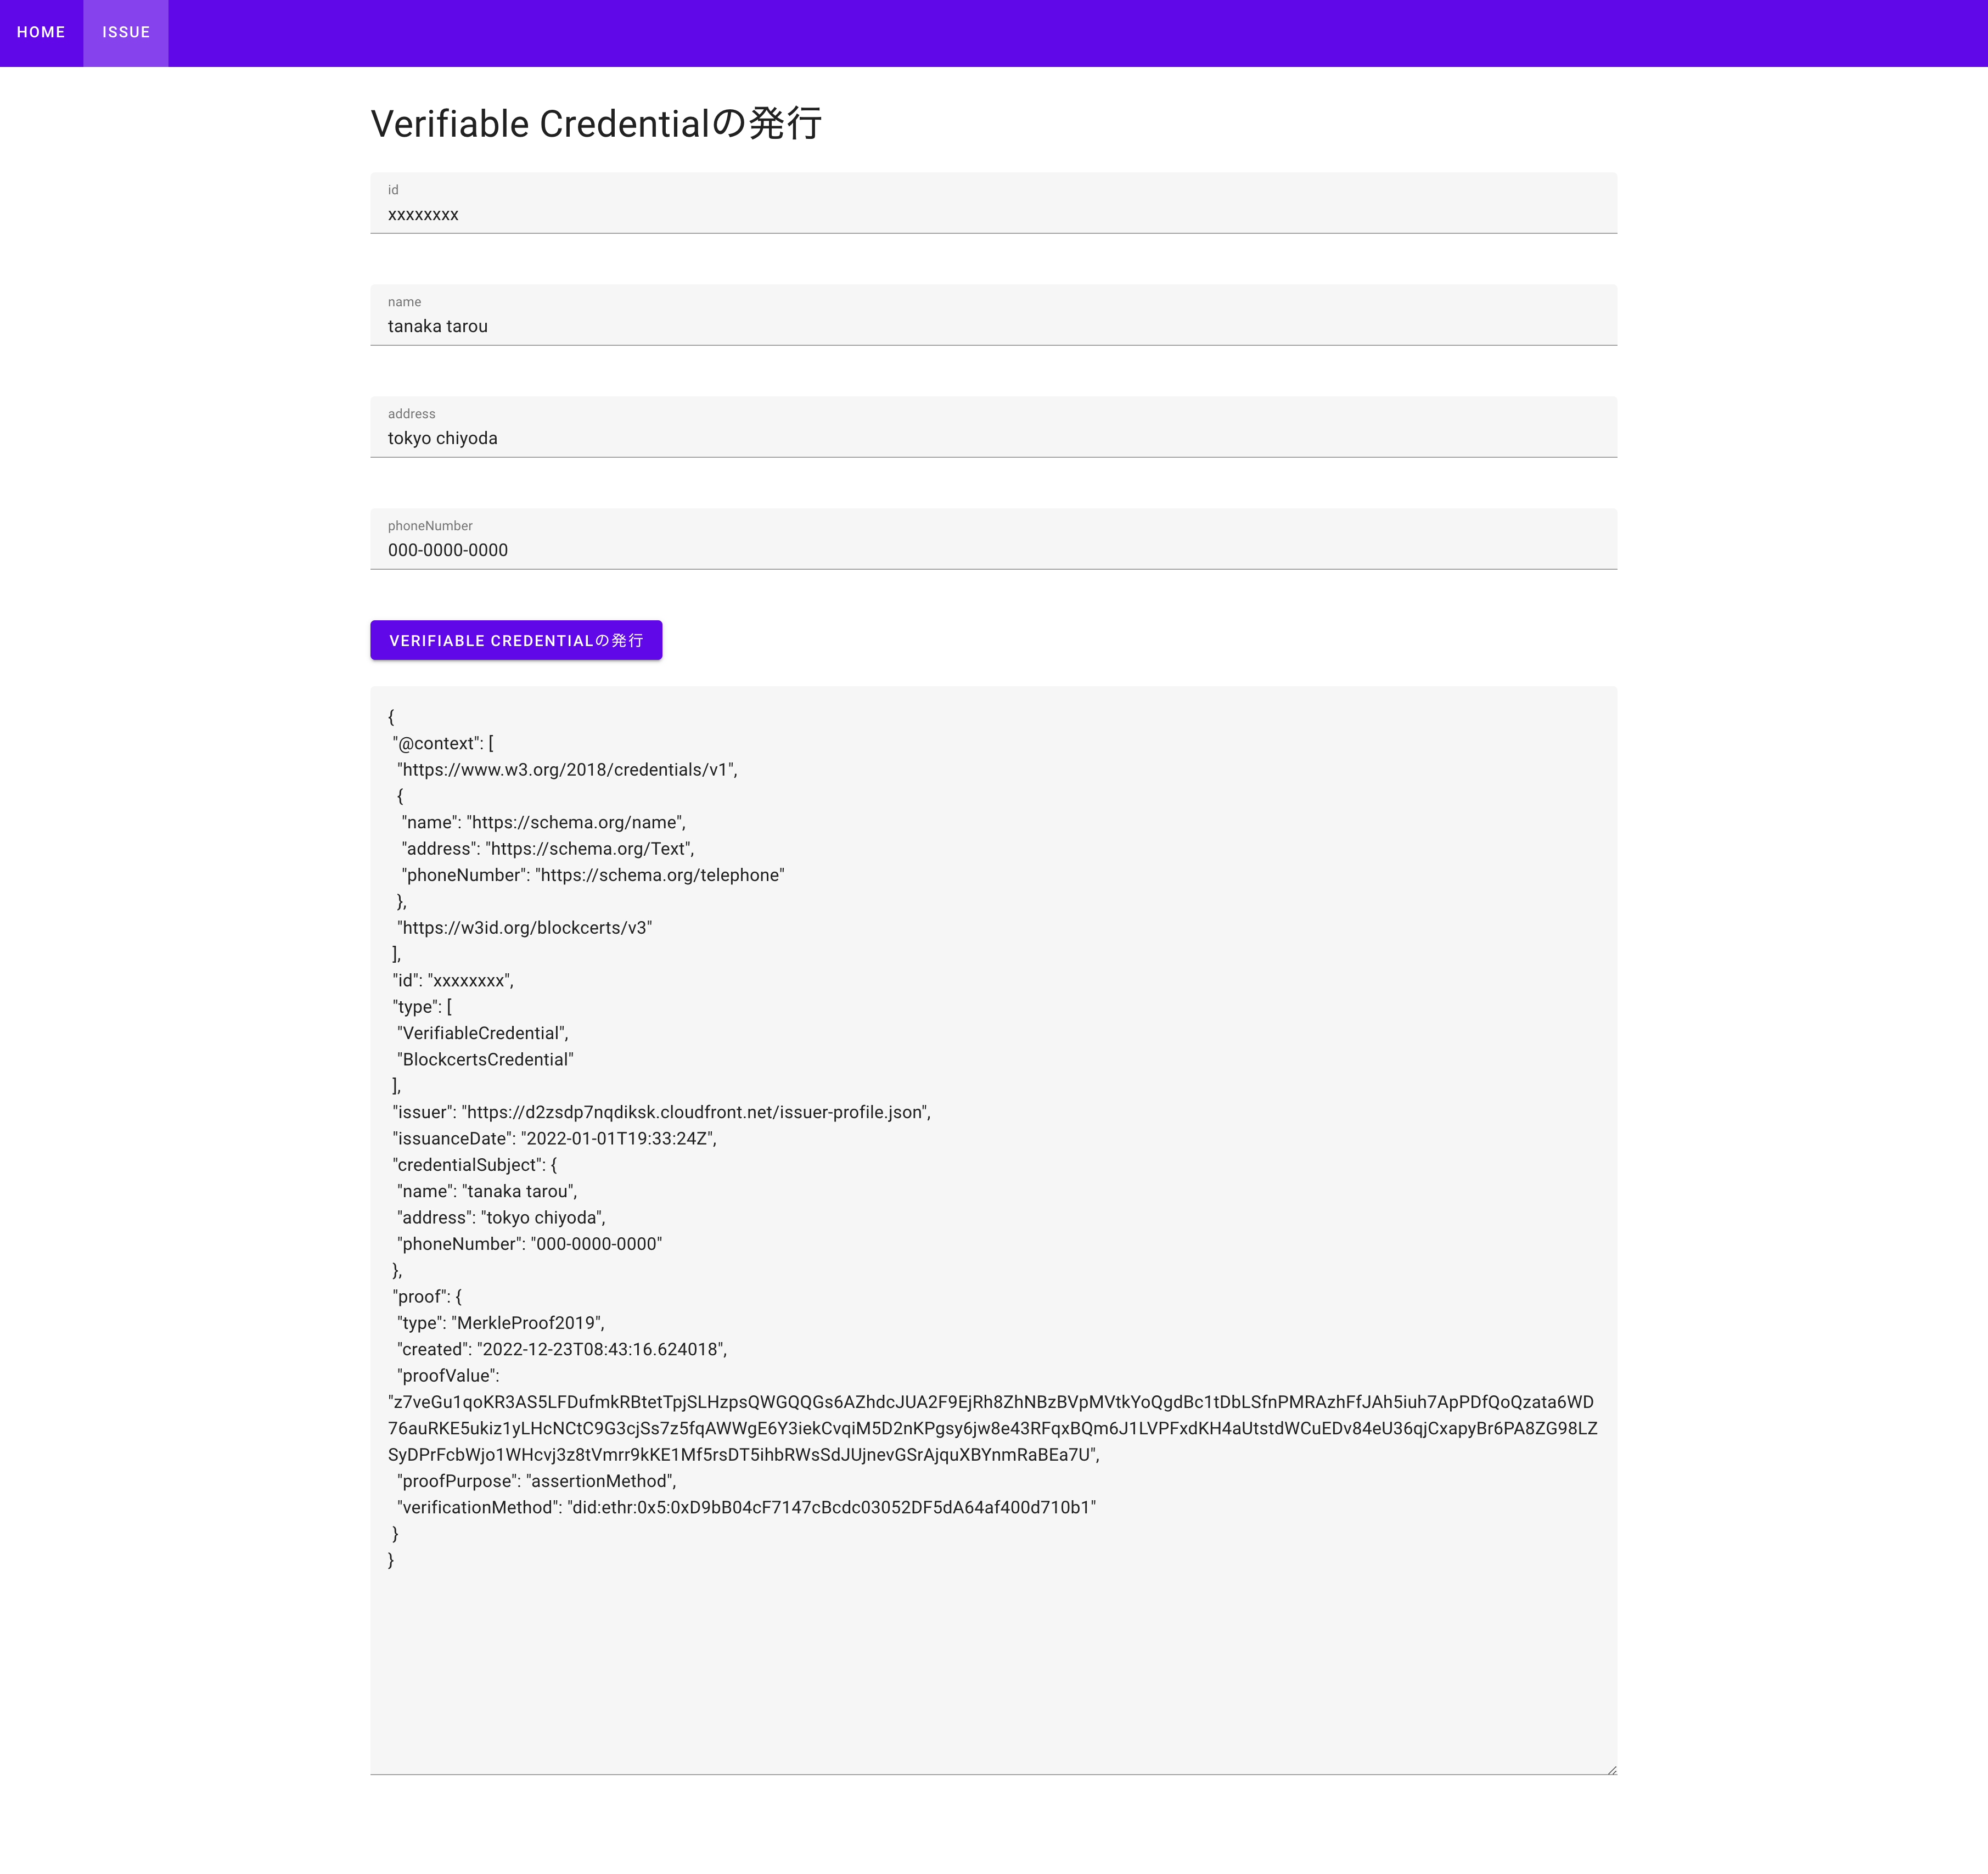 HOME ISSUE
Verifiable Credentialの発行
id
xxxxxxxx
name
tanaka tarou
address
tokyo chiyoda
phoneNumber
000-0000-0000
VERIFIABLE CREDENTIALの発行
{
"@context": [
"https://www.w3.org/2018/credentials/v1",
{
"name": "https://schema.org/name",
"address": "https://schema.org/Text",
"phoneNumber": "https://schema.org/telephone"
},
"https://w3id.org/blockcerts/v3"
],
"id": "xxxxxxxx",
"type": [
"VerifiableCredential",
"BlockcertsCredential"
],
"issuer": "https://d2zsdp7nqdiksk.cloudfront.net/issuer-profile.json",
"issuanceDate": "2022-01-01T19:33:24Z",
"credentialSubject": {
"name": "tanaka tarou",
"address": "tokyo chiyoda",
"phoneNumber": "000-0000-0000"
},
"proof": {
"type": "MerkleProof2019",
"created": "2022-12-23T08:43:16.624018",
"proofValue":
"z7veGu1qoKR3AS5LFDufmkRBtetTpjSLHzpsQWGQQGs6AZhdcJUA2F9EjRh8ZhNBzBVpMVtkYoQgdBc1tDbLSfnPMRAzhFfJAh5iuh7ApPDfQoQzata6WD
76auRKE5ukiz1yLHcNCtC9G3cjSs7z5fqAWWgE6Y3iekCvqiM5D2nKPgsy6jw8e43RFqxBQm6J1LVPFxdKH4aUtstdWCuEDv84eU36qjCxapyBr6PA8ZG98LZ
SyDPrFcbWjo1WHcvj3z8tVmrr9kKE1Mf5rsDT5ihbRWsSdJUjnevGSrAjquXBYnmRaBEa7U",
"proofPurpose": "assertionMethod",
"verificationMethod": "did:ethr:0x5:0xD9bB04cF7147cBcdc03052DF5dA64af400d710b1"
}
}